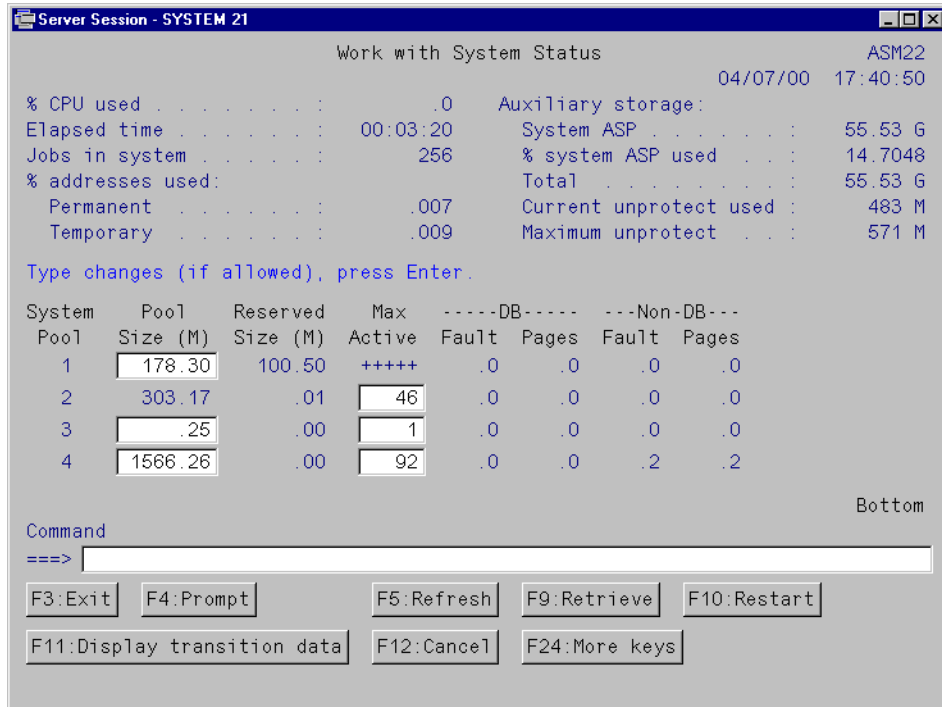 Server Session - SYSTEM 21
Work with System Status ASM22
04/07/00 17:40:50
% CPU used . . . . . . . : .0 Auxiliary storage:
Elapsed time . . . . . . : 00:03:20 System ASP . . . . . . : 55.53 G
Jobs in system . . . . . : 256 % system ASP used . . : 14.7048
% addresses used: Total . . . . . . . . : 55.53 G
Permanent . . . . . . : .007 Current unprotect used : 483 M
Temporary . . . . . . : .009 Maximum unprotect . . . : 571 M
Type changes (if allowed), press Enter.
System Pool Reserved Max -----DB----- ---Non-DB---
Pool Size (M) Size (M) Active Fault Pages Fault Pages
1 178.30 100.50 +++++ .0 .0 .0 .0
2 303.17 .01 46 .0 .0 .0 .0
3 .25 .00 1 .0 .0 .0 .0
4 1566.26 .00 92 .0 .0 .2 .2
Bottom
Command
===>
F3:Exit F4:Prompt F5:Refresh F9:Retrieve F10:Restart
F11:Display transition data F12:Cancel F24:More keys